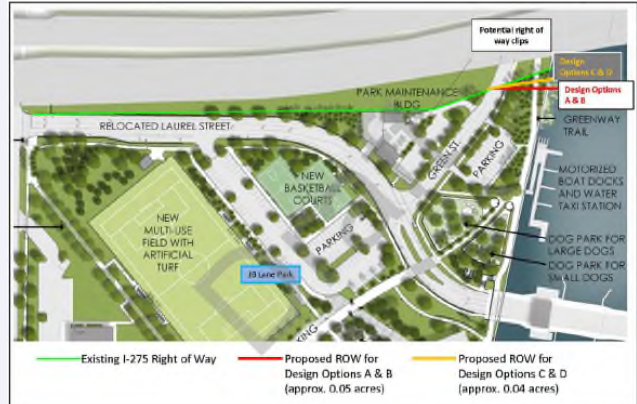 Potential right of
way clips
Design
Options C & D
Design Options
A & B
PARK MAINTENANCE
BLDG
RELOCATED LAUREL STREET
GREENWAY
TRAIL
GREEN ST.
PARKING
NEW
BASKETBALL
COURTS
MOTORIZED
BOAT DOCKS
AND WATER
TAXI STATION
NEW
MULTI-USE
FIELD WITH
ARTIFICIAL
TURF
PARKING
DOG PARK FOR
LARGE DOGS
DOG PARK FOR
SMALL DOGS
JB Lane Park
KING
Existing I-275 Right of Way
Proposed ROW for
Design Options A & B
(approx. 0.05 acres)
Proposed ROW for
Design Options C & D
(approx. 0.04 acres)